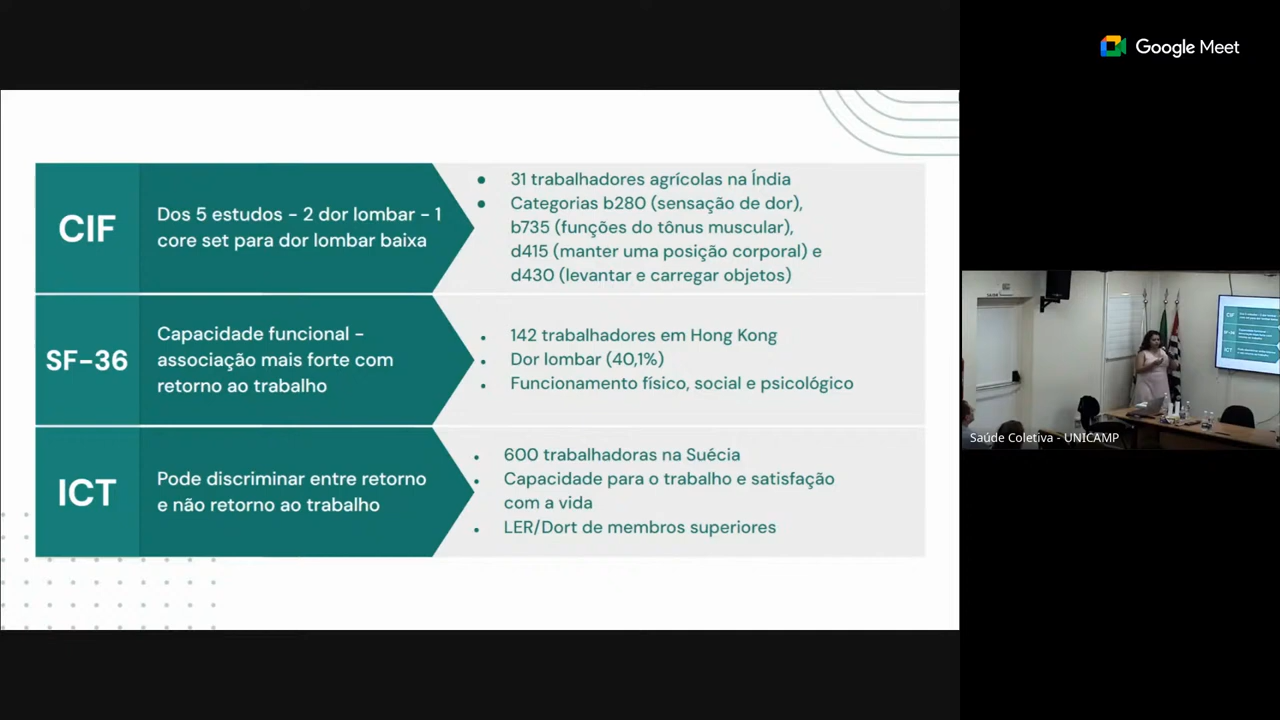 Google Meet
CIF
Dos 5 estudos - 2 dor lombar - 1
core set para dor lombar baixa
● 31 trabalhadores agrícolas na Índia
● Categorias b280 (sensação de dor),
b735 (funções do tônus muscular),
d415 (manter uma posição corporal) e
d430 (levantar e carregar objetos)
SF-36
Capacidade funcional -
associação mais forte com
retorno ao trabalho
• 142 trabalhadores em Hong Kong
• Dor lombar (40,1%)
• Funcionamento físico, social e psicológico
ICT
Pode discriminar entre retorno
e não retorno ao trabalho
• 600 trabalhadoras na Suécia
• Capacidade para o trabalho e satisfação
com a vida
• LER/Dort de membros superiores
CIF
SF-36
ICT
Saúde Coletiva - UNICAMP